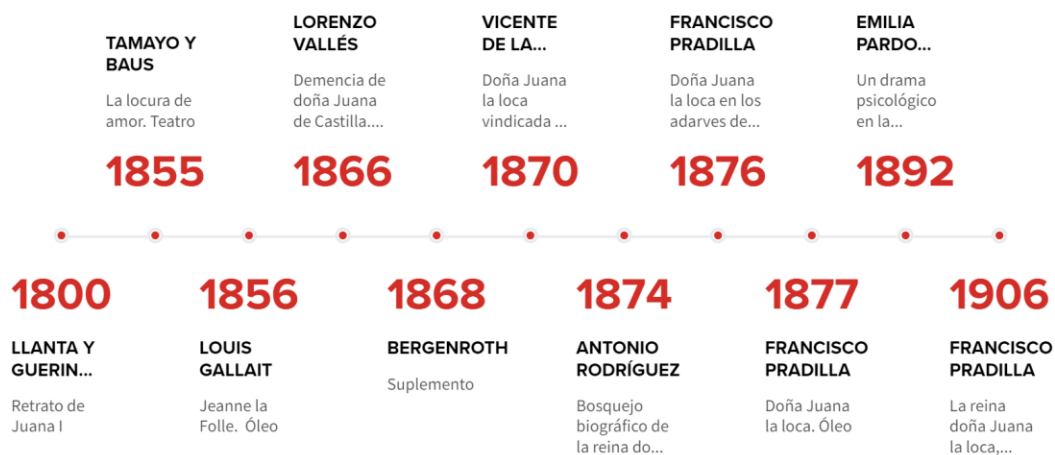 TAMAYO Y
BAUS
La locura de
amor. Teatro
1855
LORENZO
VALLÉS
Demencia de
doña Juana
de Castilla....
1866
VICENTE
DE LA...
Doña Juana
la loca
vindicada ...
1870
FRANCISCO
PRADILLA
Doña Juana
la loca en los
adarves de...
1876
EMILIA
PARDO...
Un drama
psicológico
en la...
1892
1800
LLANTA Y
GUERIN...
Retrato de
Juana I
1856
LOUIS
GALLAIT
Jeanne la
Folle. Óleo
1868
BERGENROTH
Suplemento
1874
ANTONIO
RODRÍGUEZ
Bosquejo
biográfico de
la reina do...
1877
FRANCISCO
PRADILLA
Doña Juana
la loca. Óleo
1906
FRANCISCO
PRADILLA
La reina
doña Juana
la loca,...